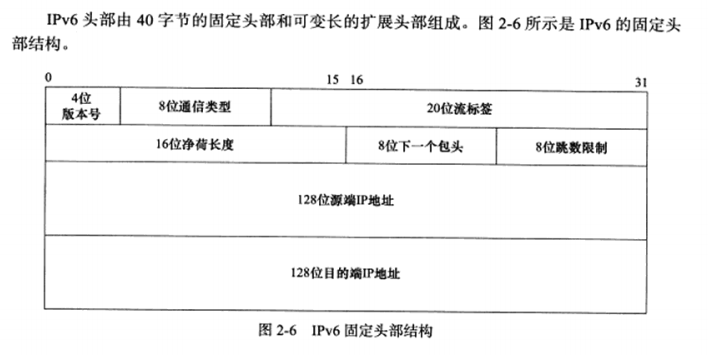 IPv6 头部由 40 字节的固定头部和可变长的扩展头部组成。图 2-6 所示是 IPv6 的固定头
部结构。
0 15 16 31
4位
版本号
8位通信类型
20位流标签
16位净荷长度
8位下一个包头
8位跳数限制
128位源端IP地址
128位目的端IP地址
图 2-6 IPv6 固定头部结构